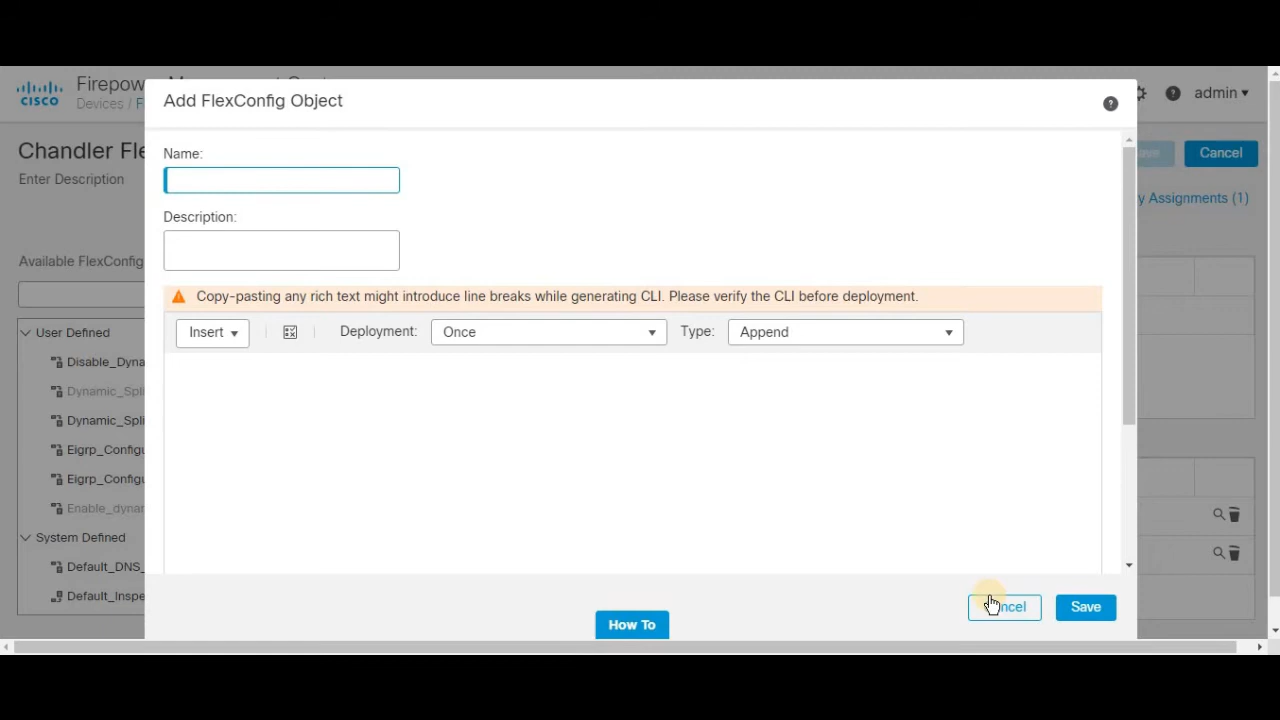 Firepow
CISCO
Devices / F
admin
Add FlexConfig Object
Chandler Fle
Enter Description
Cancel
y Assignments (1)
Available FlexConfig
User Defined
Disable_Dyna
Dynamic_Spli
Dynamic_Spli
Eigrp_Configu
Eigrp_Configu
Enable_dynar
System Defined
Default_DNS_
Default_Inspe
Name:
Description:
Copy-pasting any rich text might introduce line breaks while generating CLI. Please verify the CLI before deployment.
Insert
Deployment: Once Type: Append
Save
How To